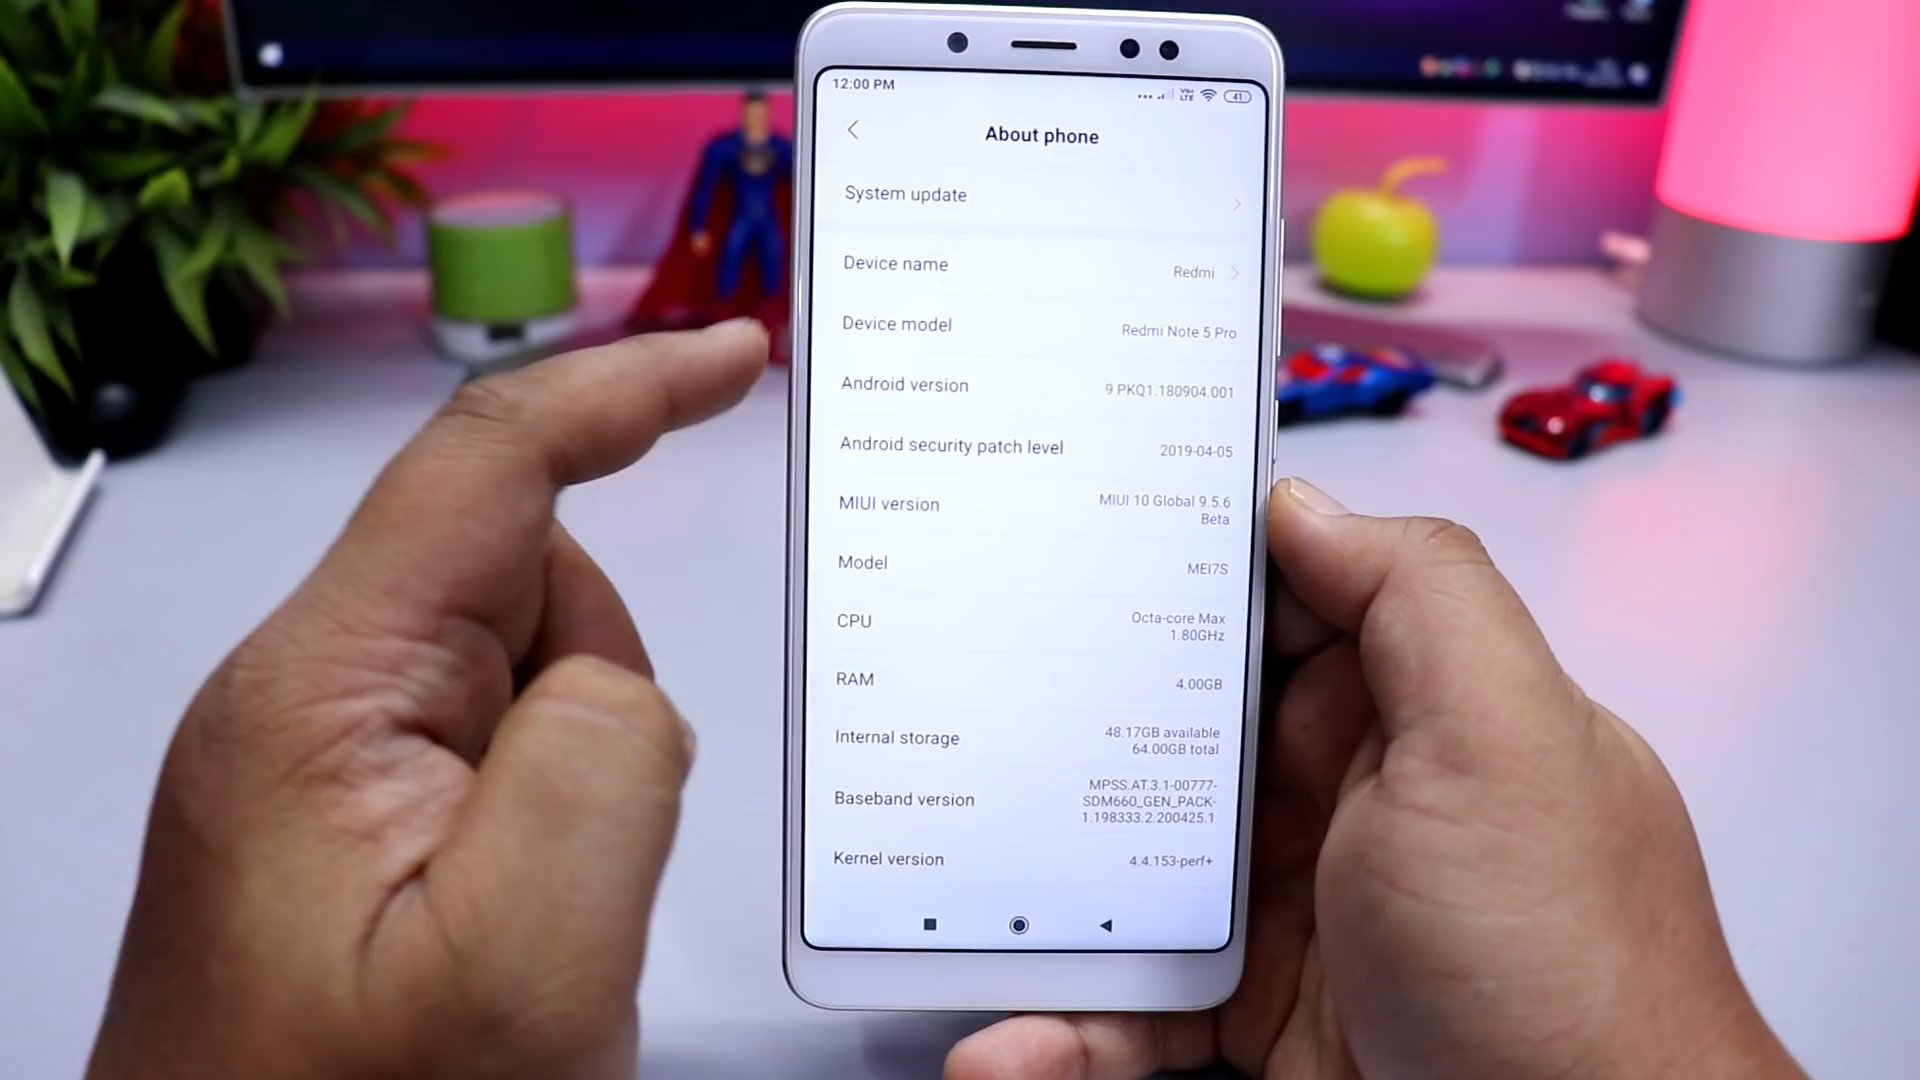 12:00 PM
VoLTE
41
About phone
System update
Device name
Redmi
Device model
Redmi Note 5 Pro
Android version
9 PKQ1.180904.001
Android security patch level
2019-04-05
MIUI version
MIUI 10 Global 9.5.6
Beta
Model
MEI7S
CPU
Octa-core Max
1.80GHz
RAM
4.00GB
Internal storage
48.17GB available
64.00GB total
Baseband version
MPSS.AT.3.1-00777-
SDM660_GEN_PACK-
1.198333.2.200425.1
Kernel version
4.4.153-perf+